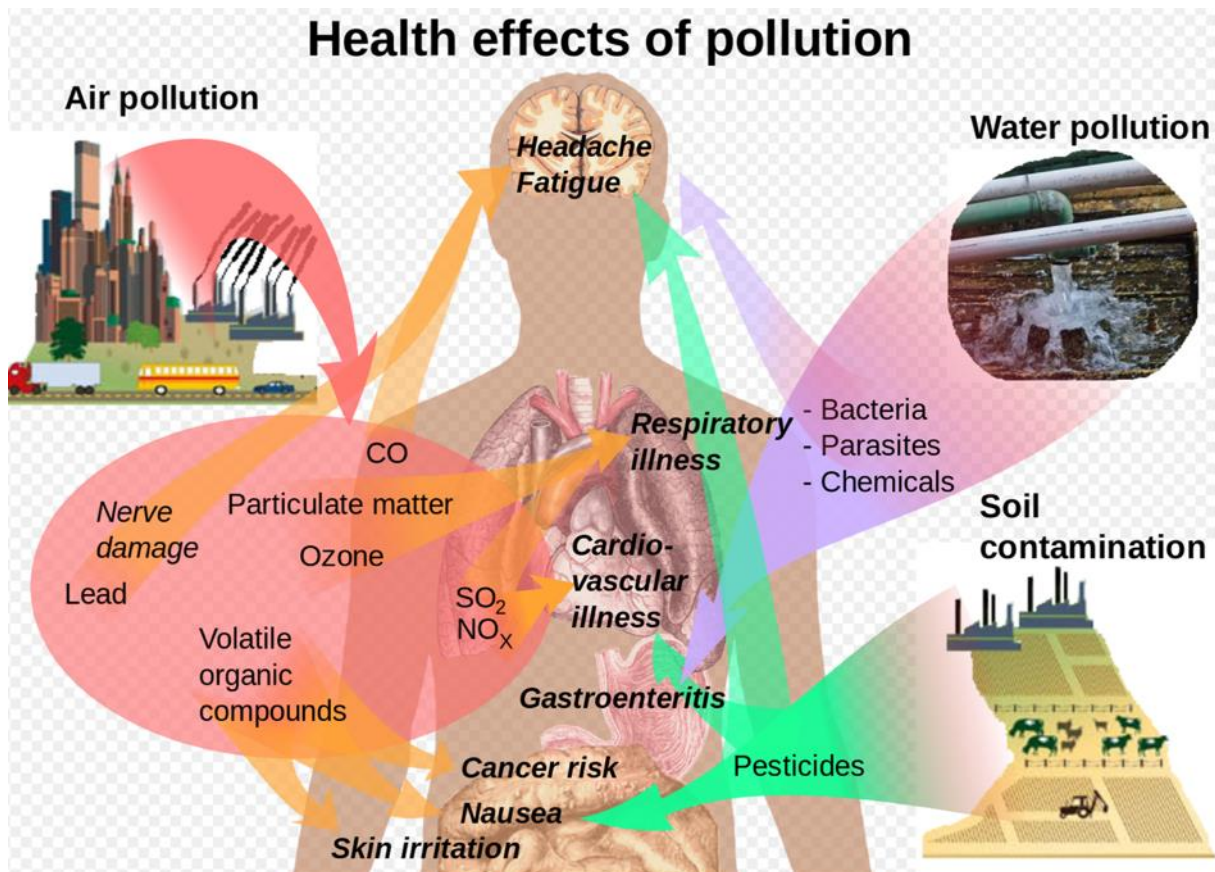 Health effects of pollution
Air pollution
Water pollution
Headache
Fatigue
CO
Particulate matter
Nerve
damage
Ozone
Lead
SO₂
NOₓ
Volatile
organic
compounds
Respiratory
illness
Cardio-
vascular
illness
- Bacteria
- Parasites
- Chemicals
Soil
contamination
Gastroenteritis
Pesticides
Cancer risk
Nausea
Skin irritation